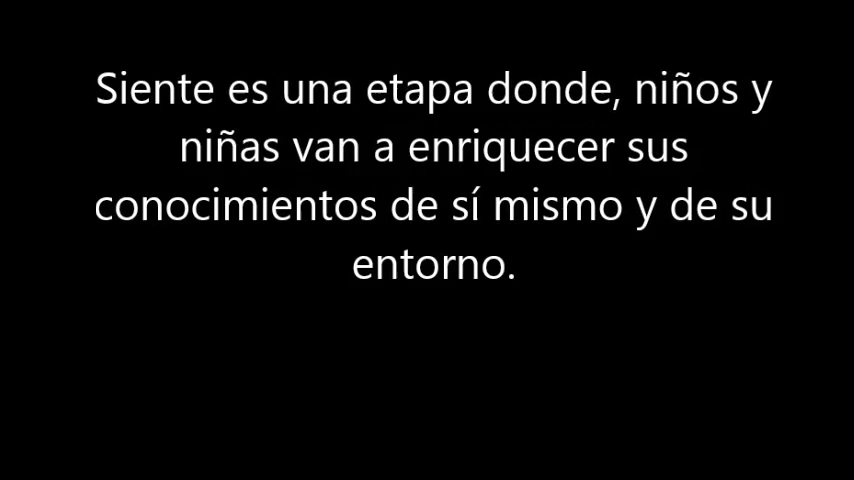 Siente es una etapa donde, niños y
niñas van a enriquecer sus
conocimientos de sí mismo y de su
entorno.